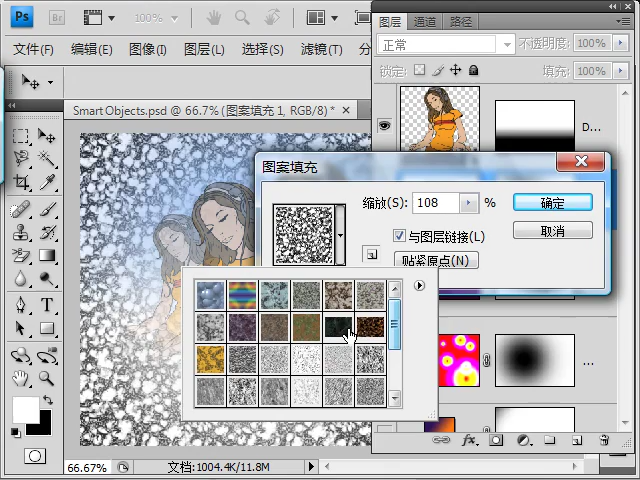 Ps Br 100%
文件(F) 编辑(E) 图像(I) 图层(L) 选择(S) 滤镜(T) 分
图层 通道 路径
正常 不透明度: 100%
锁定: 填充: 100%
D...
SmartObjects.psd @ 66.7% (图案填充 1, RGB/8) *
图案填充
缩放(S): 108 %
确定
与图层链接(L)
取消
贴紧原点(N)
...
T
fx
66.67% 文档:1004.4K/11.8M